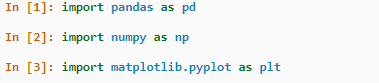 In [1]: import pandas as pd
In [2]: import numpy as np
In [3]: import matplotlib.pyplot as plt